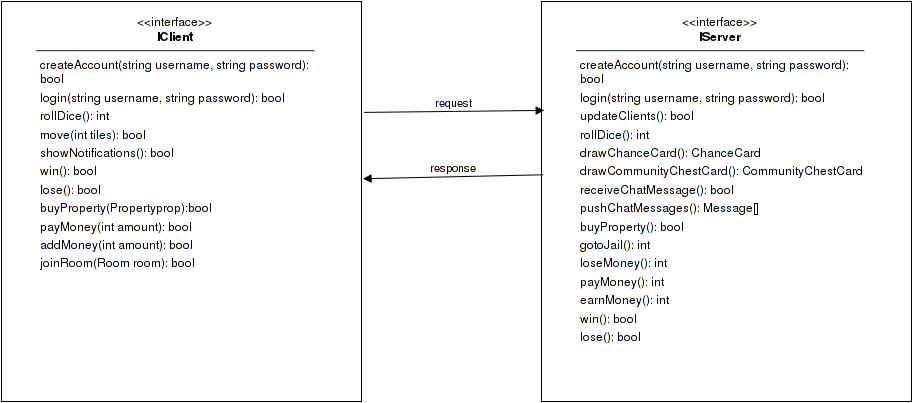 <<interface>>
IClient
createAccount(string username, string password):
bool
login(string username, string password): bool
rollDice(): int
move(int tiles): bool
showNotifications(): bool
win(): bool
lose(): bool
buyProperty(Propertyprop):bool
payMoney(int amount): bool
addMoney(int amount): bool
joinRoom(Room room): bool
request
response
<<interface>>
IServer
createAccount(string username, string password):
bool
login(string username, string password): bool
updateClients(): bool
rollDice(): int
drawChanceCard(): ChanceCard
drawCommunityChestCard(): CommunityChestCard
receiveChatMessage(): bool
pushChatMessages(): Message[]
buyProperty(): bool
gotoJail(): int
loseMoney(): int
payMoney(): int
earnMoney(): int
win(): bool
lose(): bool